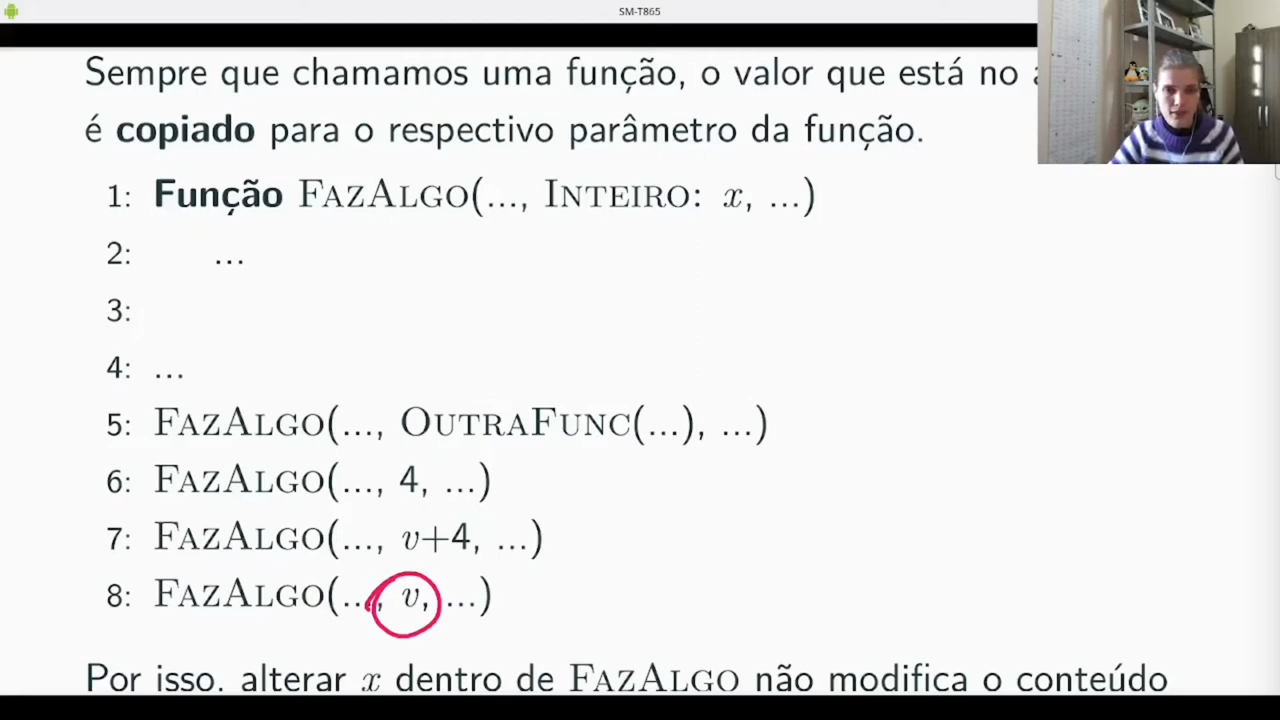 SM-T865
Sempre que chamamos uma função, o valor que está no
é copiado para o respectivo parâmetro da função.
1: Função FAZALGO(..., INTEIRO: x, ...)
2: ...
3:
4: ...
5: FAZALGO(..., OUTRAFUNC(...), ...)
6: FAZALGO(..., 4, ...)
7: FAZALGO(..., v+4, ...)
8: FAZALGO(..., v, ...)
Por isso, alterar x dentro de FAZALGO não modifica o conteúdo